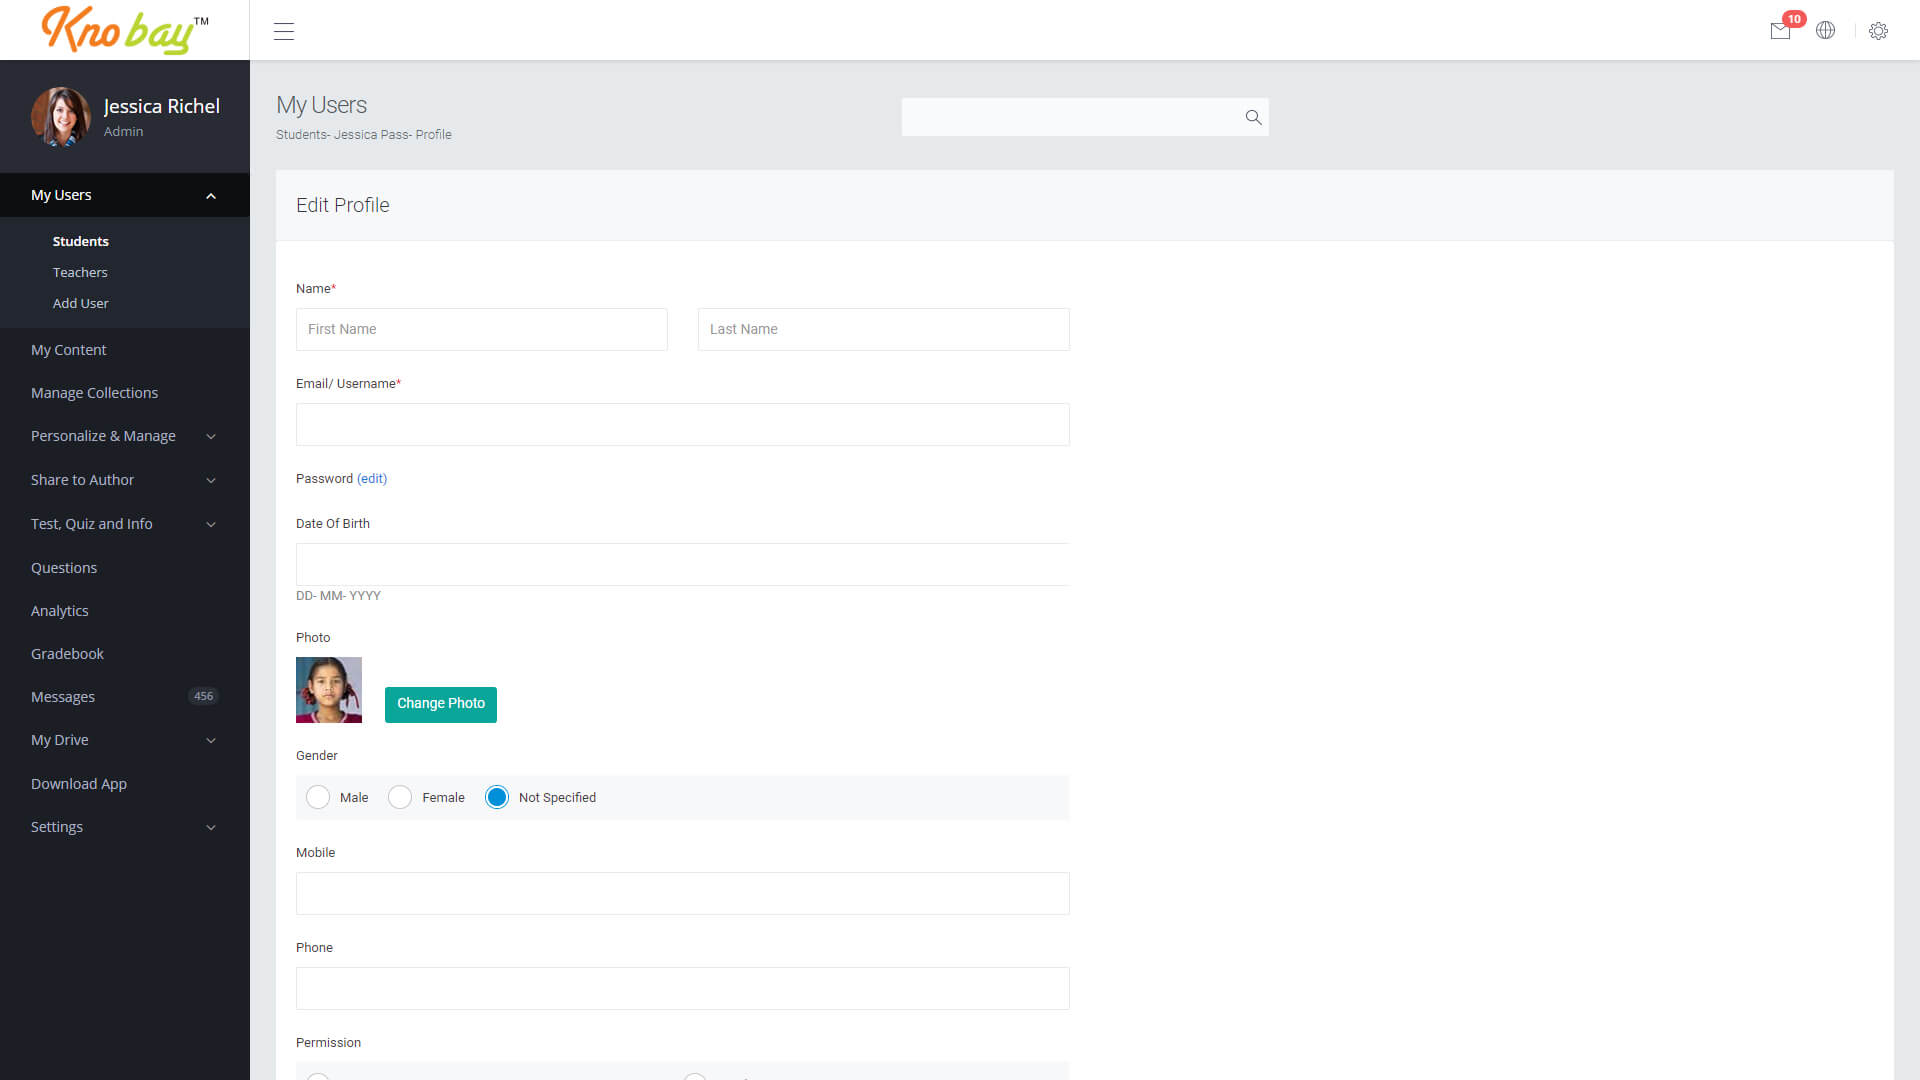 Kno bay™
10
Jessica Richel
Admin
My Users
Students
Teachers
Add User
My Content
Manage Collections
Personalize & Manage
Share to Author
Test, Quiz and Info
Questions
Analytics
Gradebook
Messages 456
My Drive
Download App
Settings
My Users
Students- Jessica Pass- Profile
Edit Profile
Name*
First Name Last Name
Email/ Username*
Password (edit)
Date Of Birth
DD- MM- YYYY
Photo
Change Photo
Gender
Male Female Not Specified
Mobile
Phone
Permission